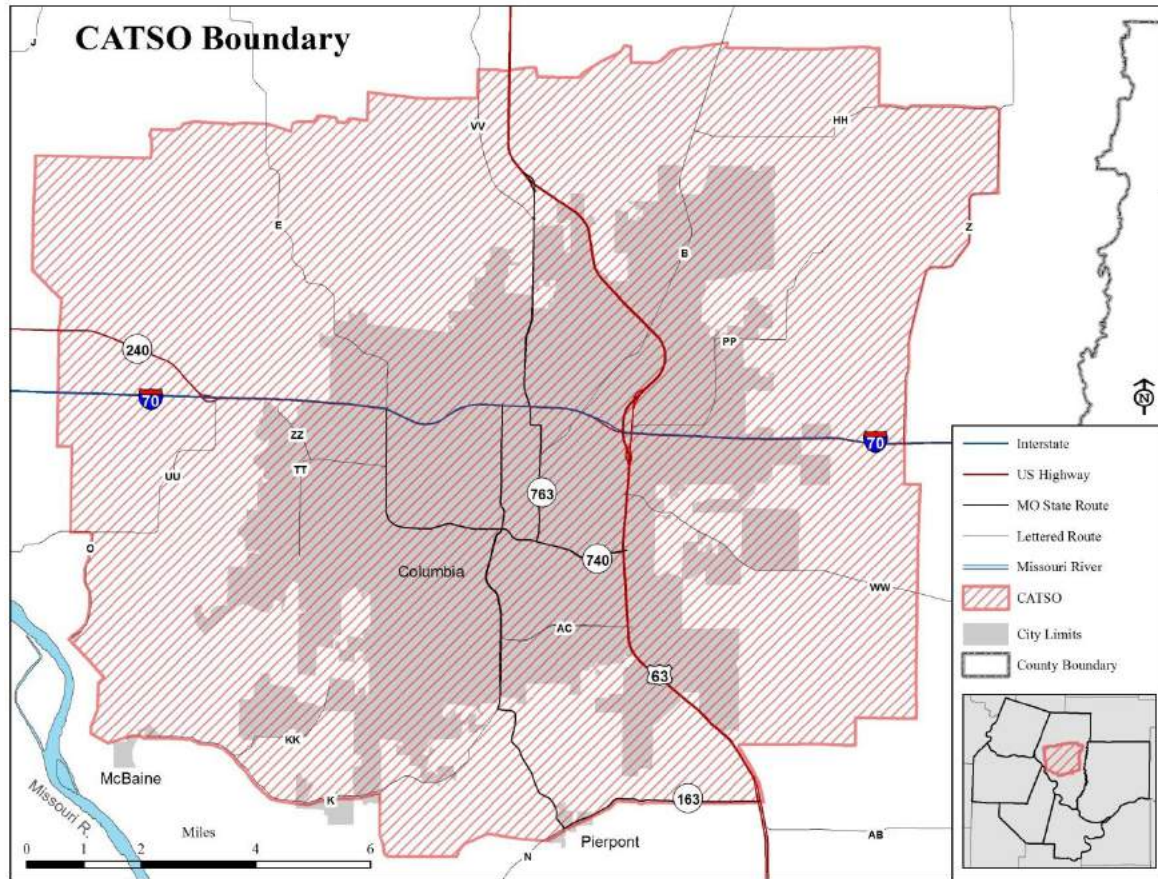 CATSO Boundary
J
VV
HH
E
Z
B
240
PP
70
70
ZZ
TT
UU
763
O
740
Columbia
WW
AC
63
KK
McBaine
K
163
Missouri R.
Miles
Pierpont
AB
N
0 1 2 4 6
N
Interstate
US Highway
MO State Route
Lettered Route
Missouri River
CATSO
City Limits
County Boundary